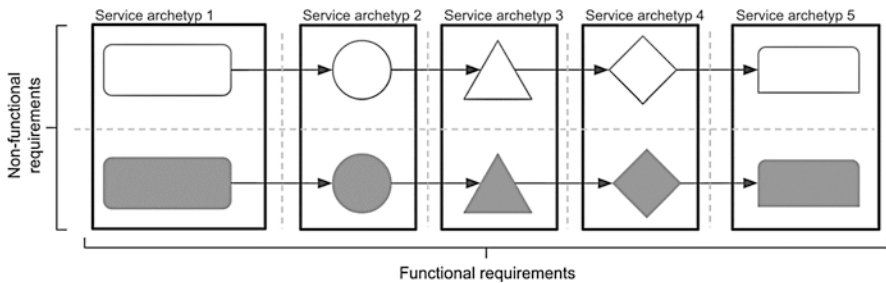 Service archetyp 1
Service archetyp 2
Service archetyp 3
Service archetyp 4
Service archetyp 5
Non-functional
requirements
Functional requirements